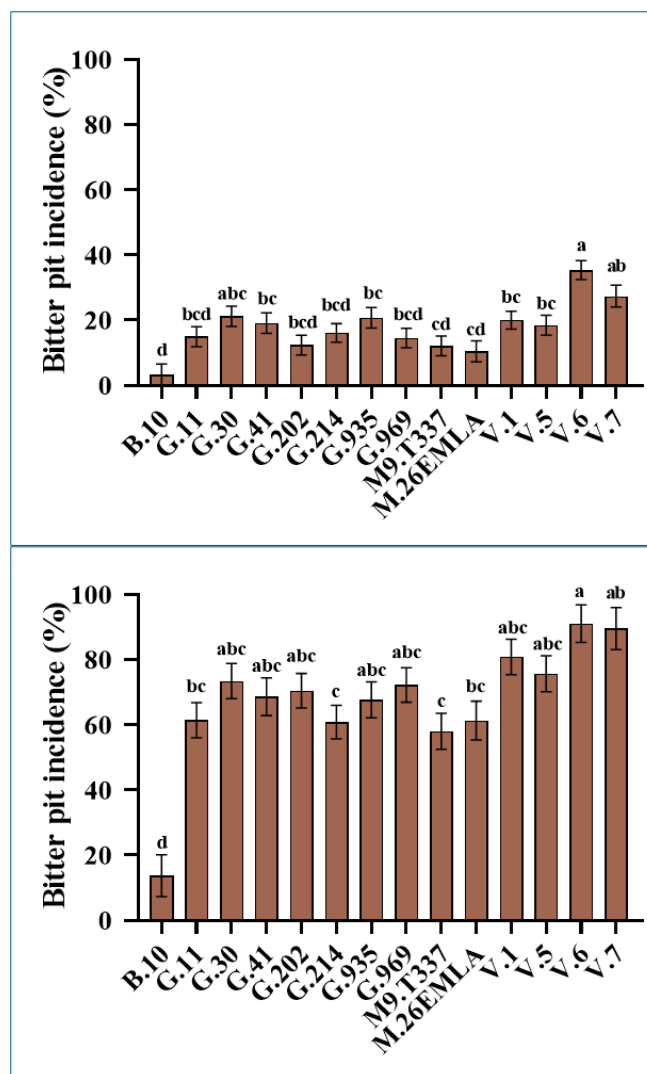 Bitter pit incidence (%)
100
80
60
40
20
0
d
bcd
abc
bc
bcd
bcd
bc
bcd
cd
cd
bc
bc
a
ab
B.10
G.11
G.30
G.41
G.202
G.214
G.935
G.969
M9.T337
M.26EMLA
V.1
V.5
V.6
V.7
Bitter pit incidence (%)
100
80
60
40
20
0
d
bc
abc
abc
abc
c
abc
abc
c
bc
abc
abc
a
ab
B.10
G.11
G.30
G.41
G.202
G.214
G.935
G.969
M9.T337
M.26EMLA
V.1
V.5
V.6
V.7